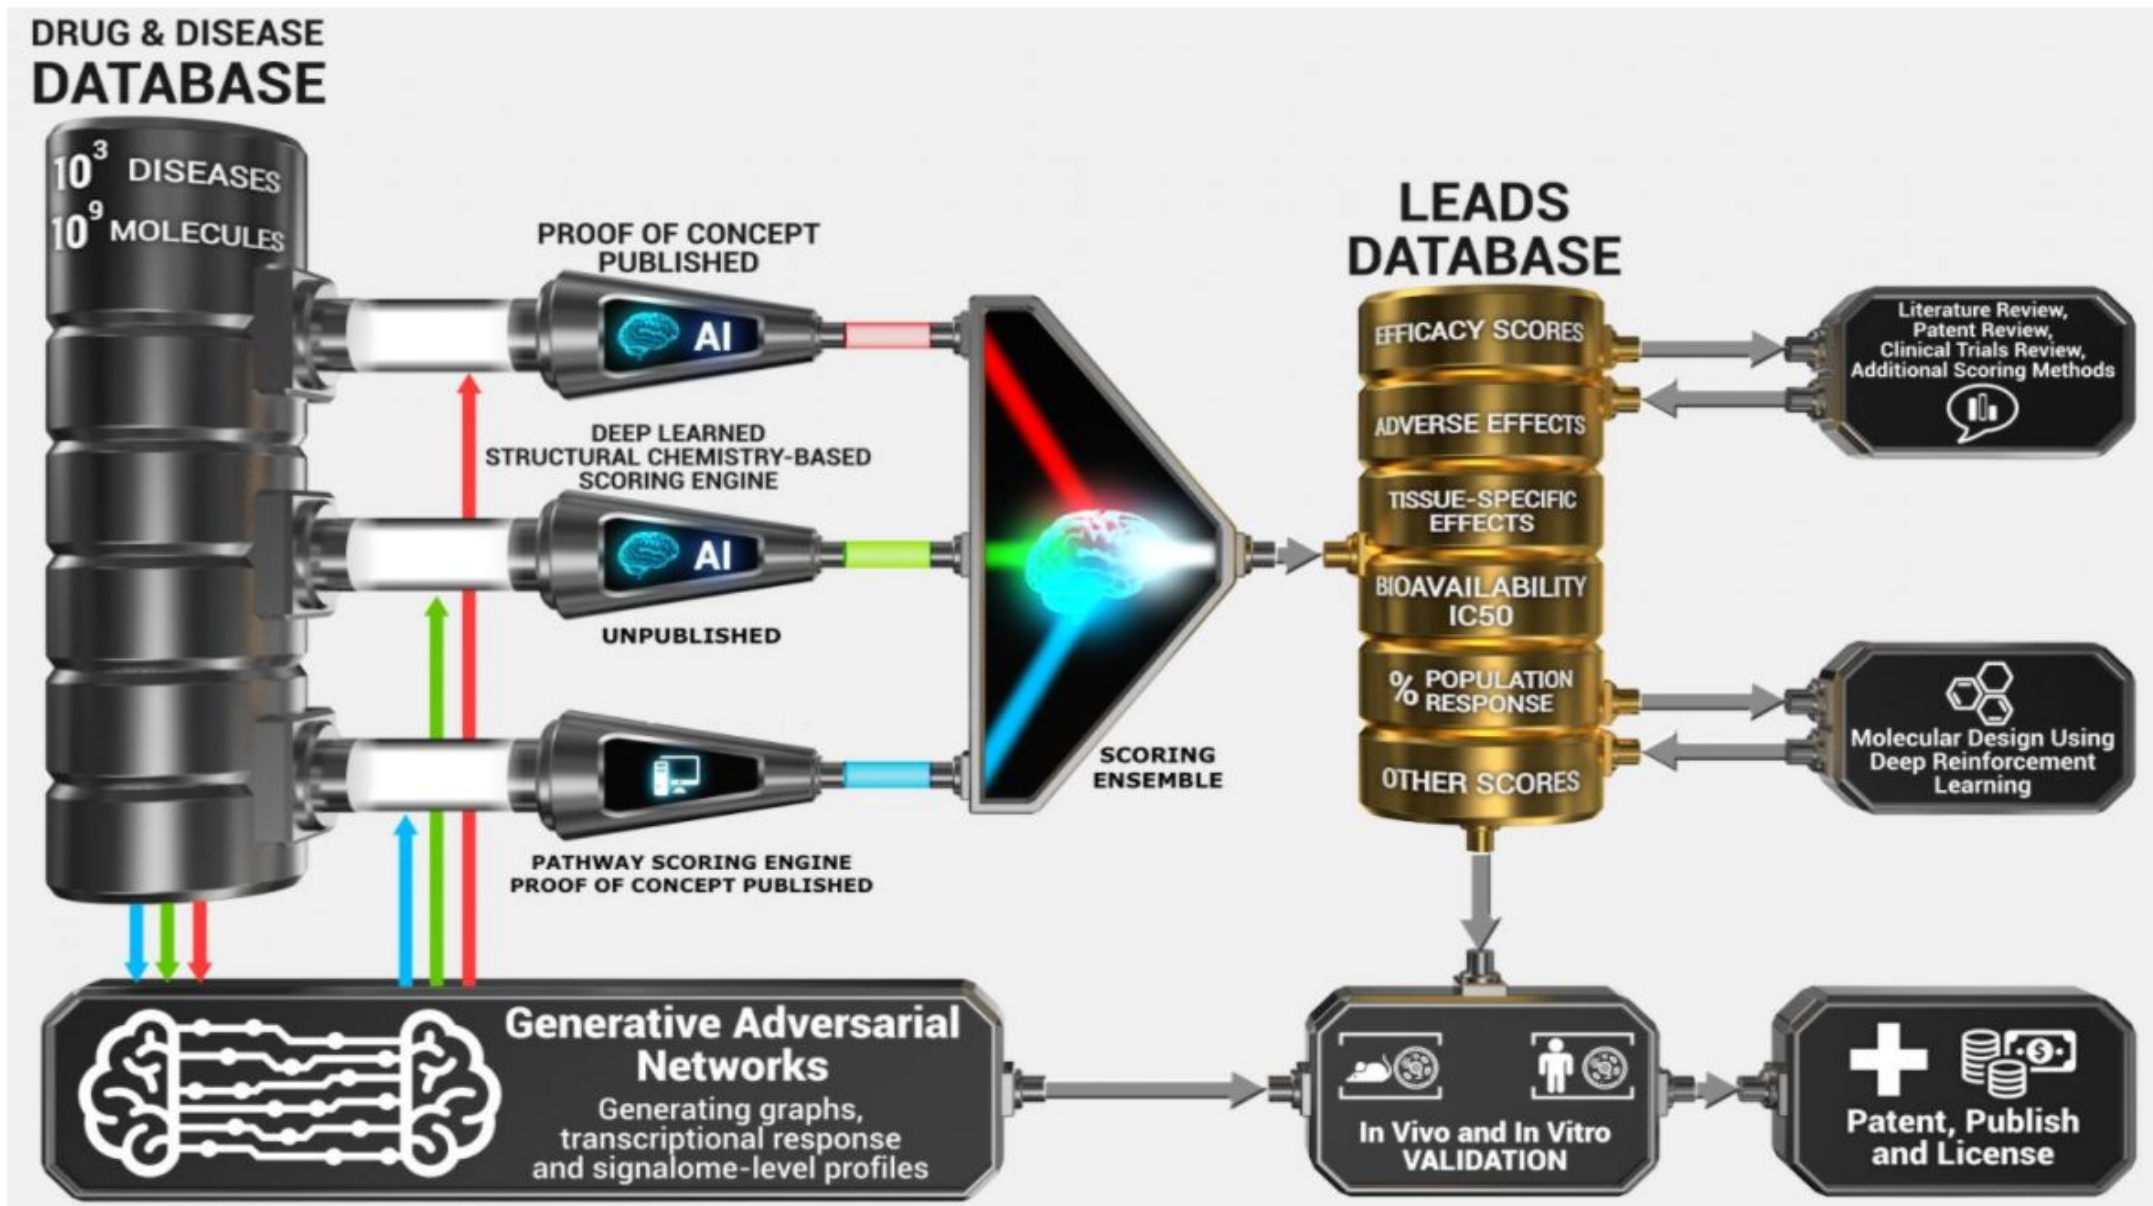 DRUG & DISEASE
DATABASE
10³ DISEASES
10⁹ MOLECULES
PROOF OF CONCEPT
PUBLISHED
AI
DEEP LEARNED
STRUCTURAL CHEMISTRY-BASED
SCORING ENGINE
AI
UNPUBLISHED
PATHWAY SCORING ENGINE
PROOF OF CONCEPT PUBLISHED
SCORING
ENSEMBLE
LEADS
DATABASE
EFFICACY SCORES
ADVERSE EFFECTS
TISSUE-SPECIFIC
EFFECTS
BIOAVAILABILITY
IC50
% POPULATION
RESPONSE
OTHER SCORES
Literature Review,
Patent Review,
Clinical Trials Review,
Additional Scoring Methods
Molecular Design Using
Deep Reinforcement
Learning
Generative Adversarial
Networks
Generating graphs,
transcriptional response
and signalome-level profiles
In Vivo and In Vitro
VALIDATION
$
Patent, Publish
and License